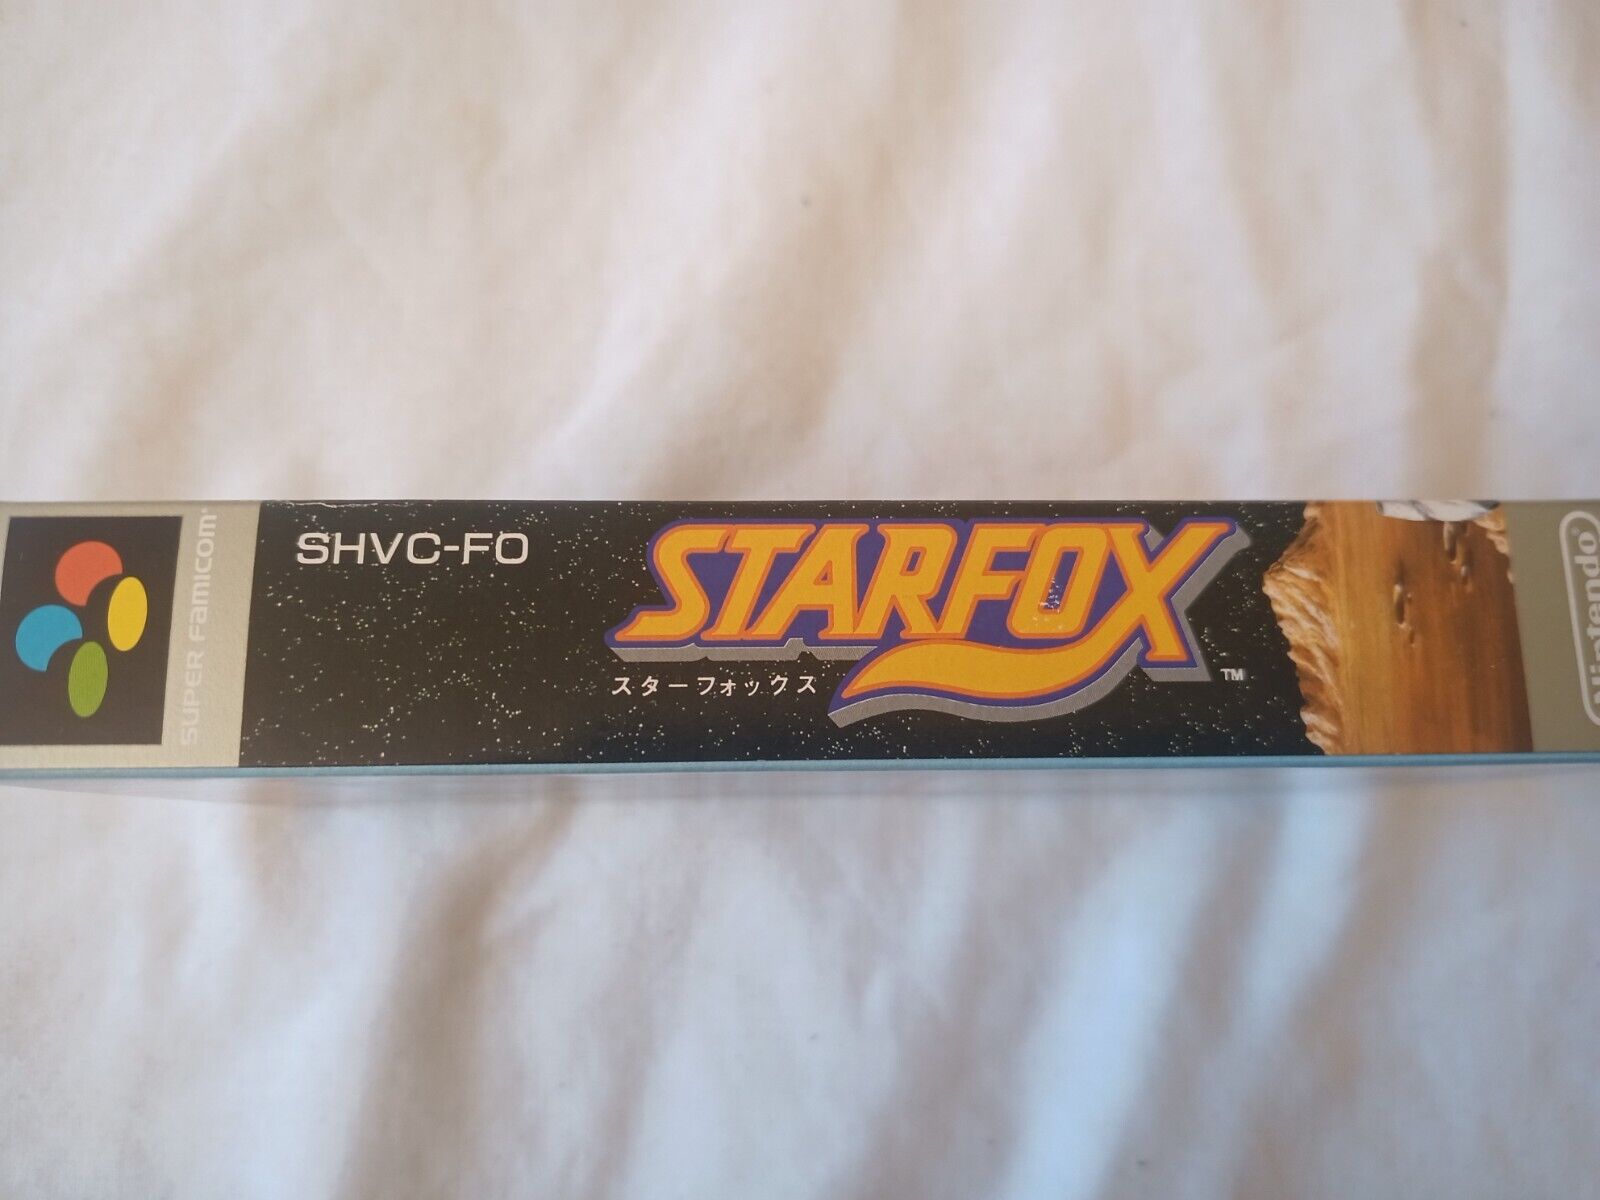 SUPER FAMICOM
SHVC-FO
STARFOX
スターフォックス
TM
Nintendo